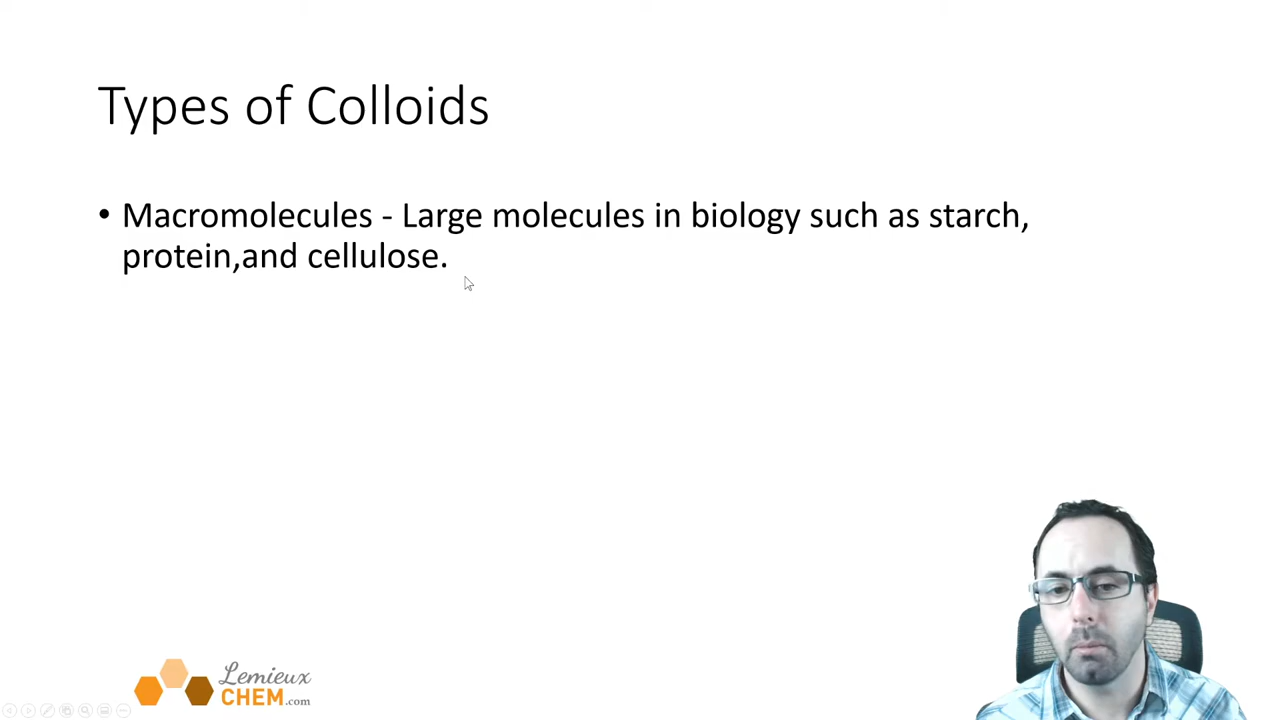 Types of Colloids
• Macromolecules - Large molecules in biology such as starch,
protein,and cellulose.
Lemieux
CHEM.com